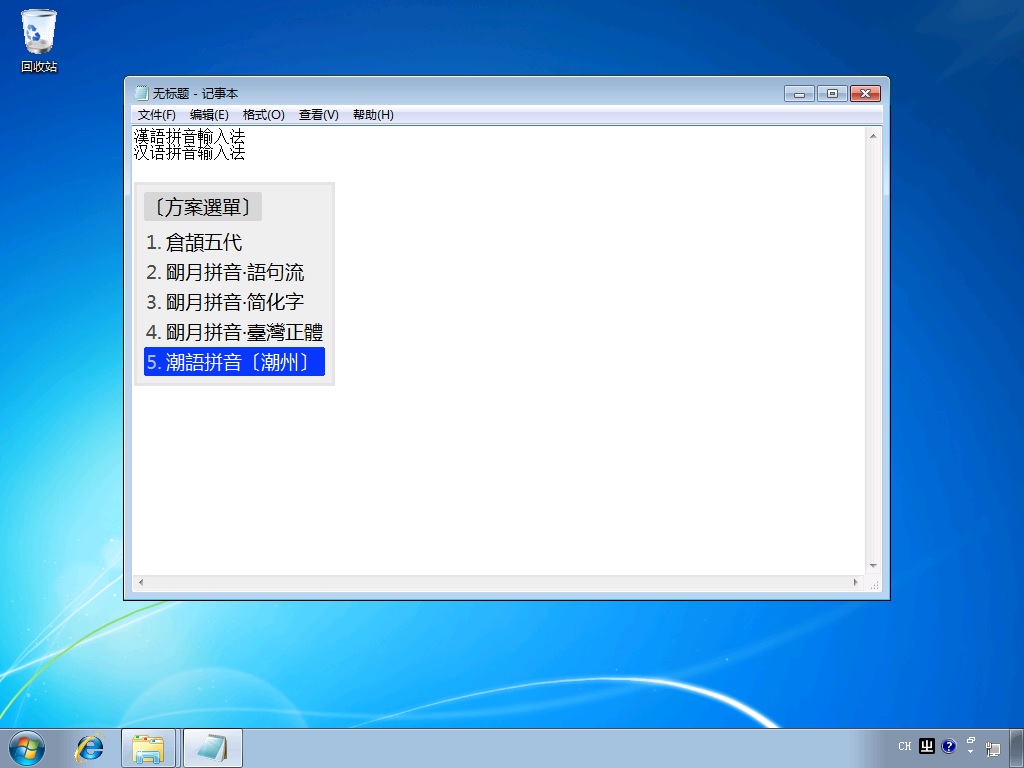 回收站
无标题 - 记事本
文件(F) 编辑(E) 格式(O) 查看(V) 帮助(H)
漢語拼音輸入法
汉语拼音输入法
〔方案選單〕
1. 倉頡五代
2. 朙月拼音·語句流
3. 朙月拼音·简化字
4. 朙月拼音·臺灣正體
5. 潮語拼音〔潮州〕
CH